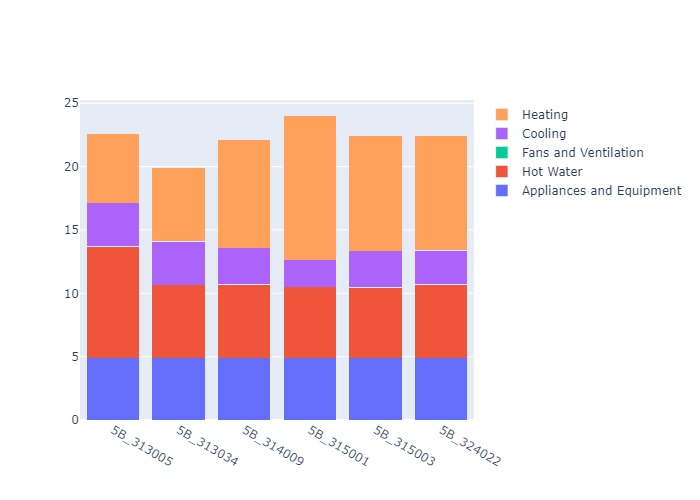 25
20
15
10
5
0
5B_313005
5B_313034
5B_314009
5B_315001
5B_315003
5B_324022
Heating
Cooling
Fans and Ventilation
Hot Water
Appliances and Equipment